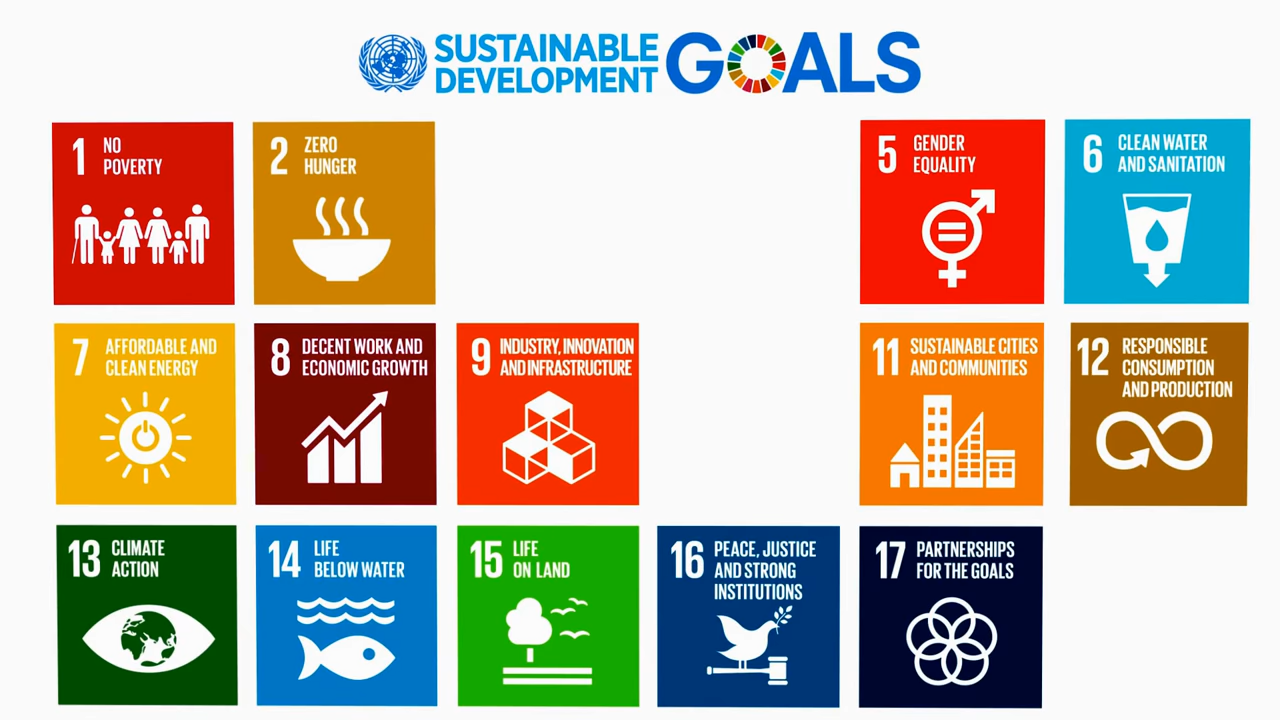 SUSTAINABLE
DEVELOPMENT
GOALS
1 NO
POVERTY
2 ZERO
HUNGER
5 GENDER
EQUALITY
6 CLEAN WATER
AND SANITATION
7 AFFORDABLE AND
CLEAN ENERGY
8 DECENT WORK AND
ECONOMIC GROWTH
9 INDUSTRY, INNOVATION
AND INFRASTRUCTURE
11 SUSTAINABLE CITIES
AND COMMUNITIES
12 RESPONSIBLE
CONSUMPTION
AND PRODUCTION
13 CLIMATE
ACTION
14 LIFE
BELOW WATER
15 LIFE
ON LAND
16 PEACE, JUSTICE
AND STRONG
INSTITUTIONS
17 PARTNERSHIPS
FOR THE GOALS